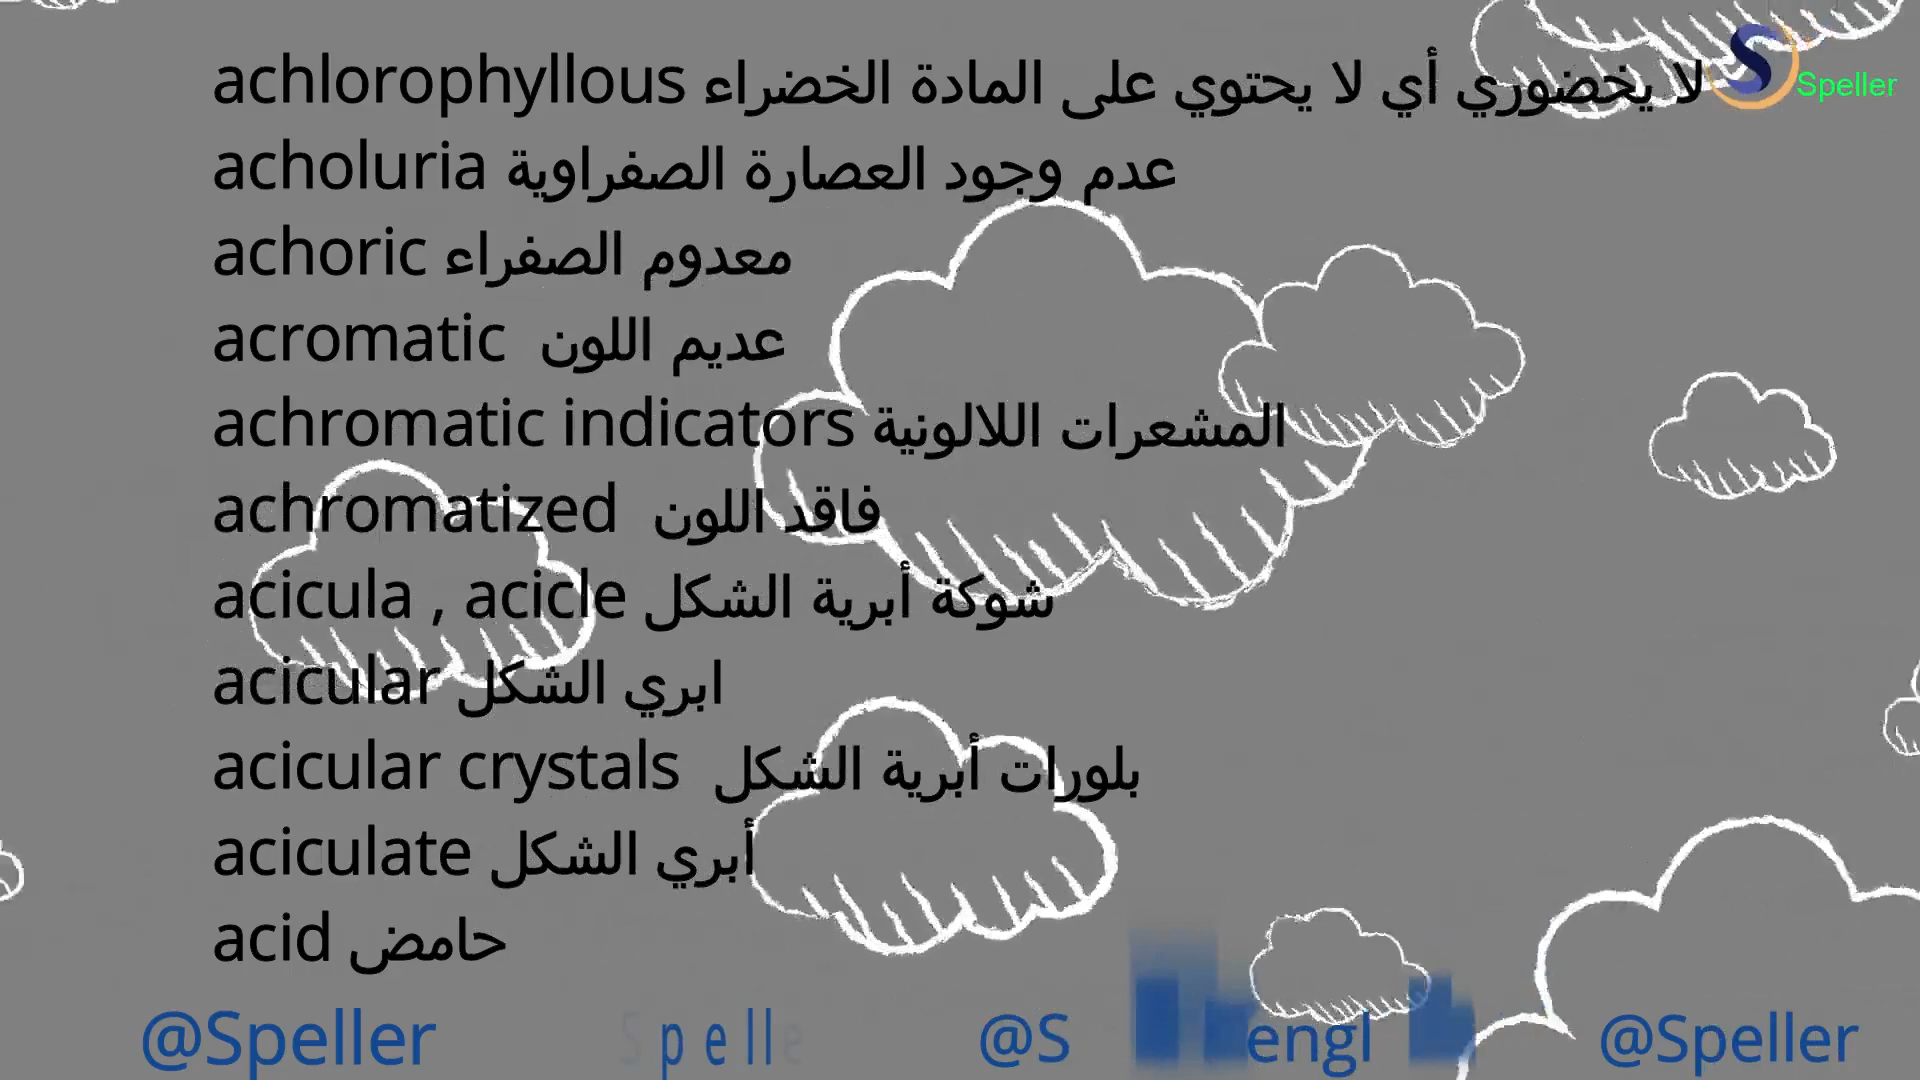 achlorophyllous لا يخضوري أي لا يحتوي على المادة الخضراء
Speller
acholuria عدم وجود العصارة الصفراوية
achoric معدوم الصفراء
acromatic عديم اللون
achromatic indicators المشعرات اللالونية
achromatized فاقد اللون
acicula , acicle شوكة أبرية الشكل
acicular ابري الشكل
acicular crystals بلورات أبرية الشكل
aciculate أبري الشكل
acid حامض
@Speller Spelle @S engl @Speller